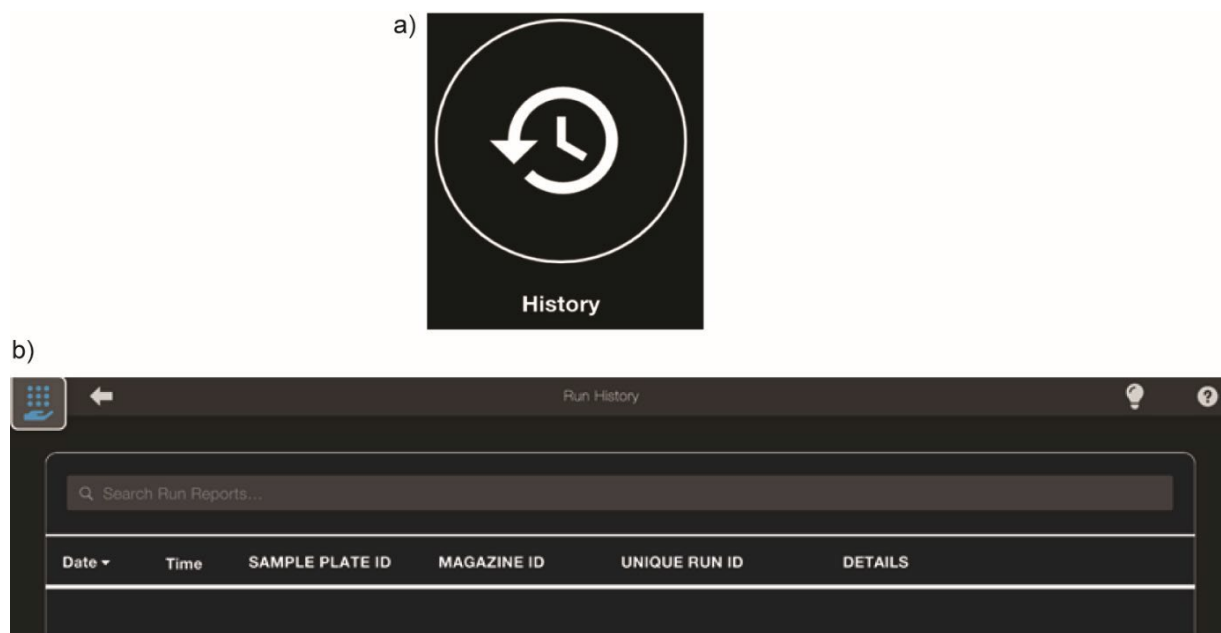 a)
History
b)
Run History
?
Search Run Reports...
Date Time SAMPLE PLATE ID MAGAZINE ID UNIQUE RUN ID DETAILS